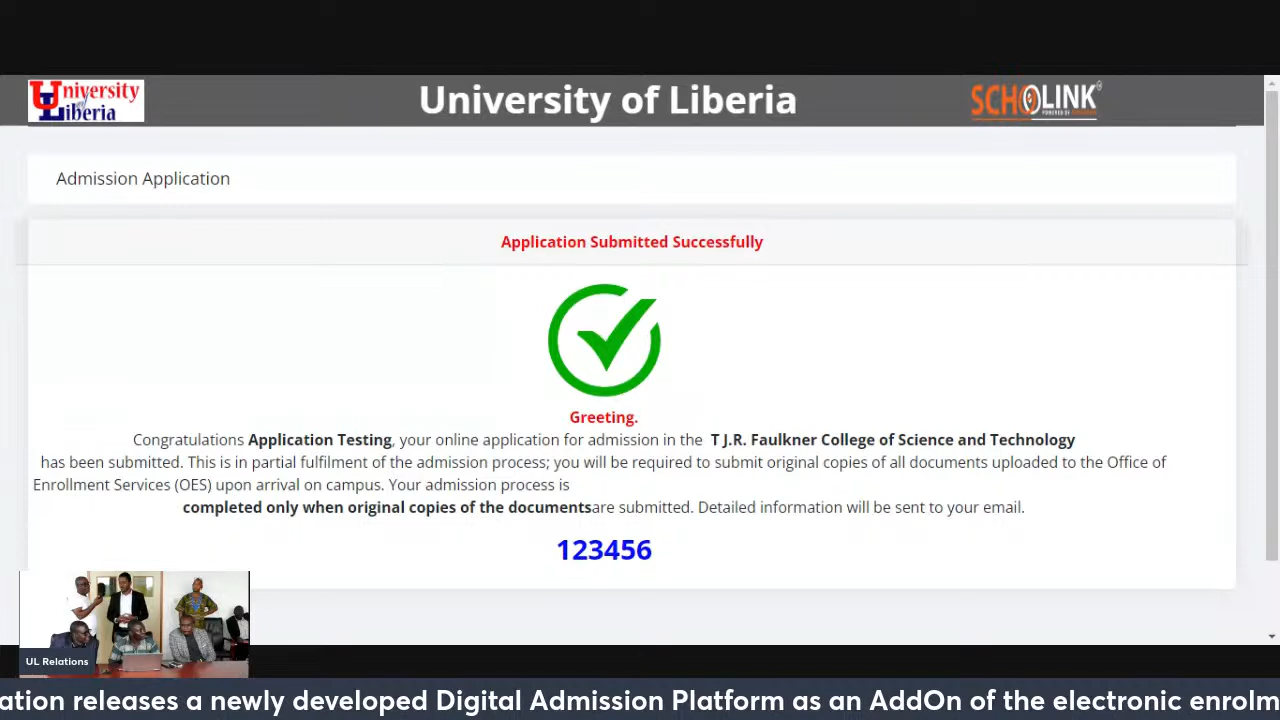 University
of
Liberia
University of Liberia
SCHOLINK
Admission Application
Application Submitted Successfully
Greeting.
Congratulations Application Testing, your online application for admission in the T J.R. Faulkner College of Science and Technology
has been submitted. This is in partial fulfilment of the admission process; you will be required to submit original copies of all documents uploaded to the Office of
Enrollment Services (OES) upon arrival on campus. Your admission process is
completed only when original copies of the documentsare submitted. Detailed information will be sent to your email.
123456
UL Relations
ation releases a newly developed Digital Admission Platform as an AddOn of the electronic enrolm